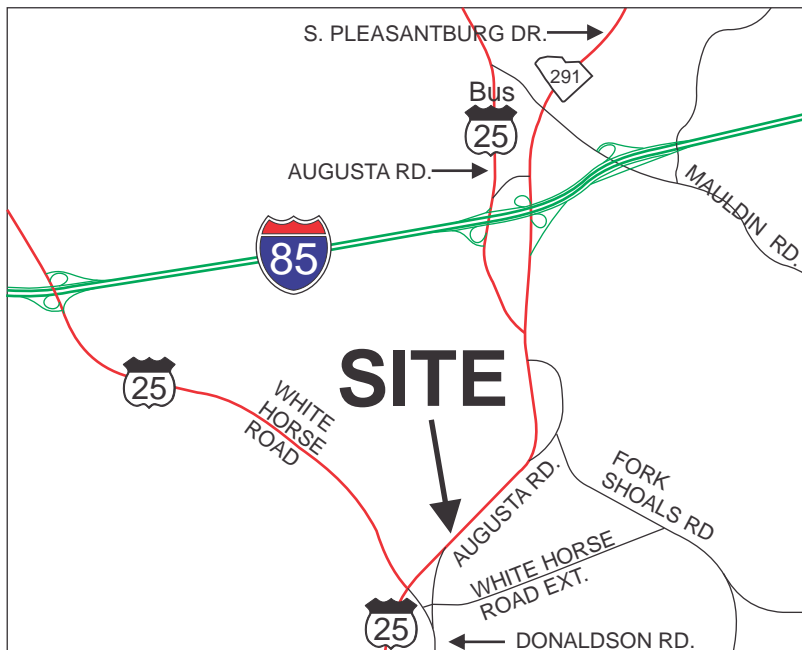 S. PLEASANTBURG DR.
291
Bus
25
AUGUSTA RD.
MAULDIN RD.
85
25
SITE
WHITE
HORSE
ROAD
AUGUSTA RD.
FORK
SHOALS RD
WHITE HORSE
ROAD EXT.
25
DONALDSON RD.